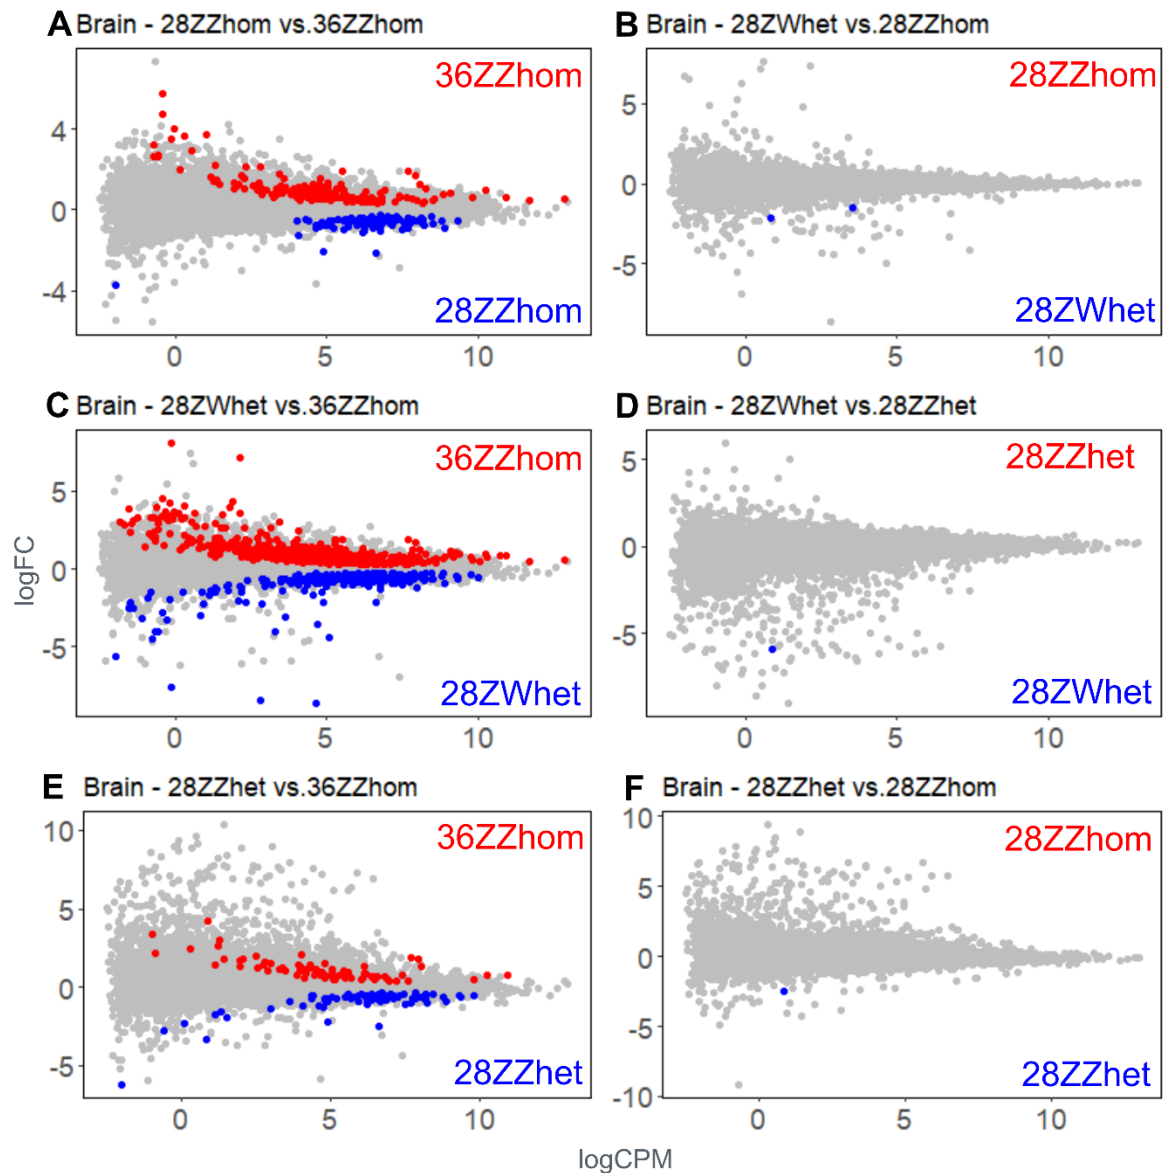 A Brain - 28ZZhom vs.36ZZhom
36ZZhom
4
0
-4
28ZZhom
0 5 10
B Brain - 28ZWhet vs.28ZZhom
28ZZhom
5
0
-5
28ZWhet
0 5 10
C Brain - 28ZWhet vs.36ZZhom
36ZZhom
5
0
-5
28ZWhet
0 5 10
D Brain - 28ZWhet vs.28ZZhet
28ZZhet
5
0
-5
28ZWhet
0 5 10
logFC
E Brain - 28ZZhet vs.36ZZhom
36ZZhom
10
5
0
-5
28ZZhet
0 5 10
F Brain - 28ZZhet vs.28ZZhom
28ZZhom
10
5
0
-5
-10
28ZZhet
0 5 10
logCPM